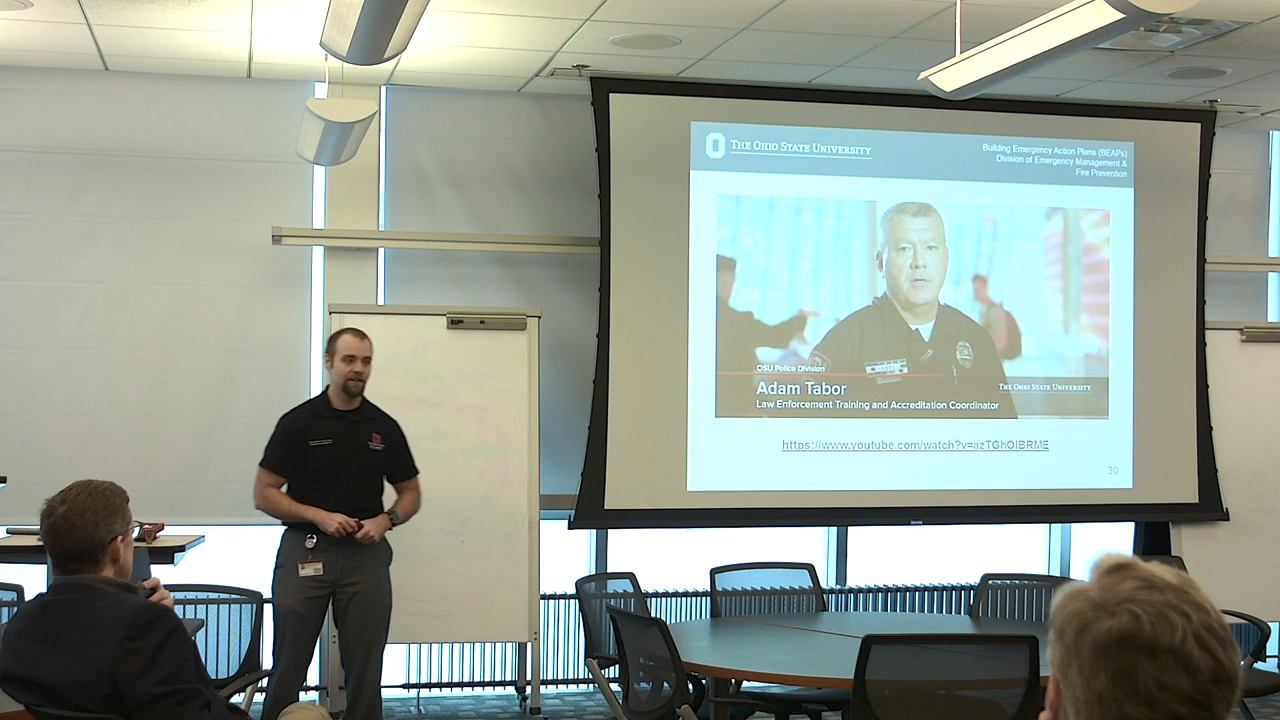 THE OHIO STATE UNIVERSITY
Building Emergency Action Plans (BEAPs)
Division of Emergency Management &
Fire Prevention
OSU Police Division
Adam Tabor
Law Enforcement Training and Accreditation Coordinator
THE OHIO STATE UNIVERSITY
https://www.youtube.com/watch?v=azTGhOIBRME
30